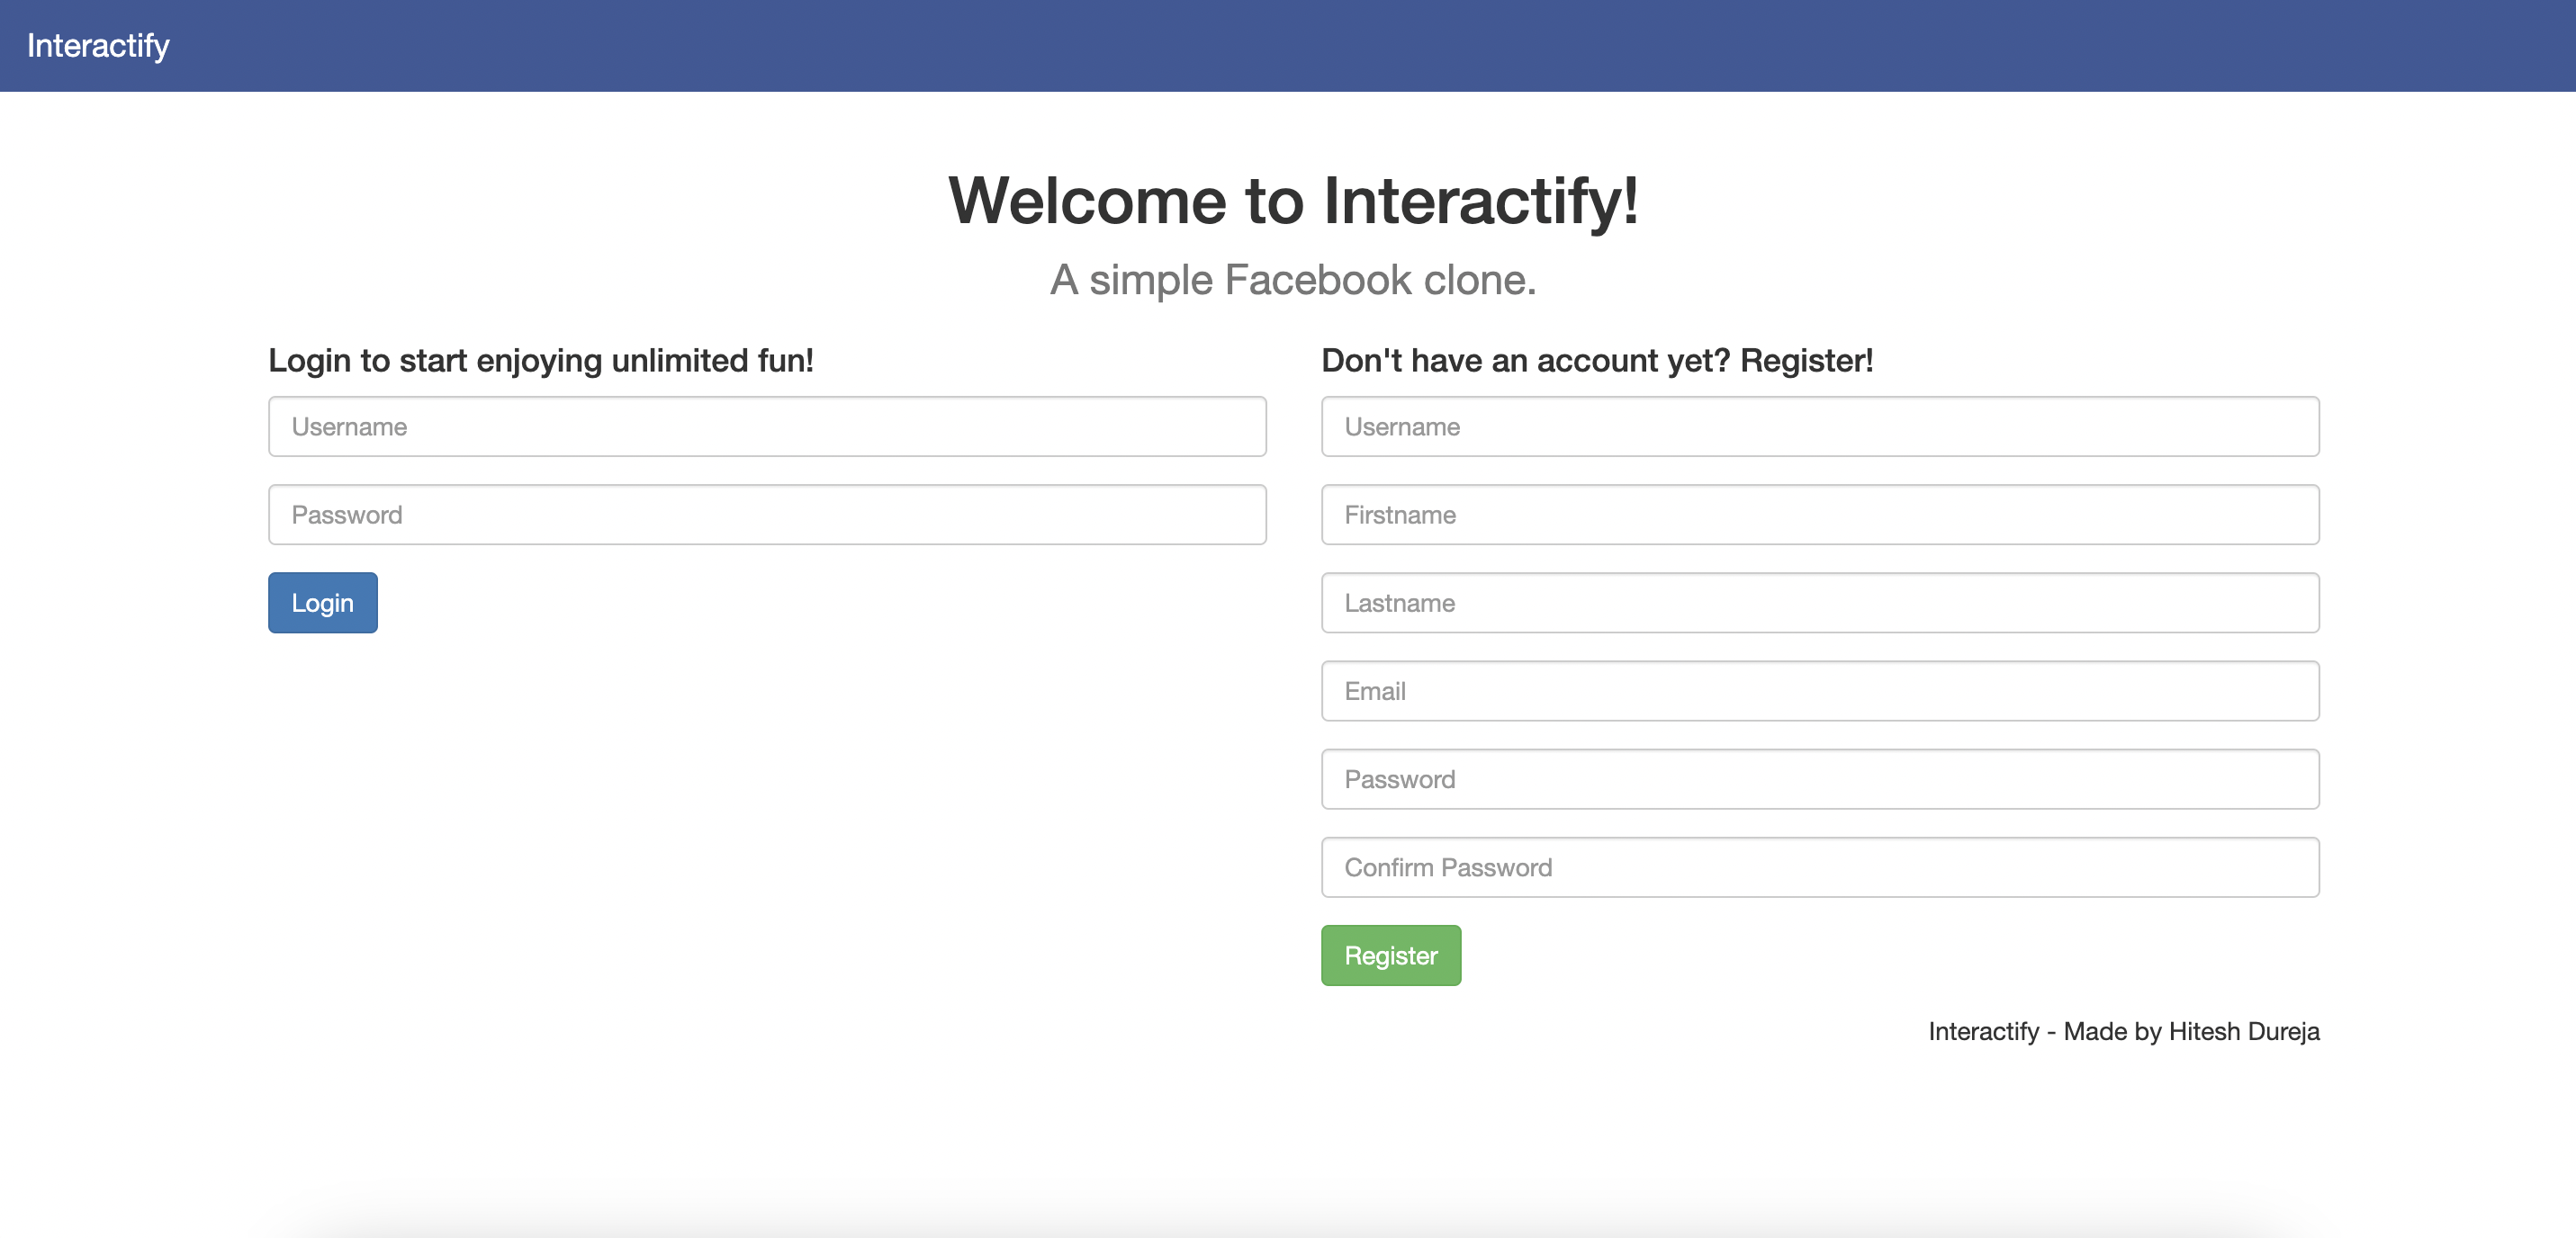 Interactify
Welcome to Interactify!
A simple Facebook clone.
Login to start enjoying unlimited fun!
Username
Password
Login
Don't have an account yet? Register!
Username
Firstname
Lastname
Email
Password
Confirm Password
Register
Interactify - Made by Hitesh Dureja